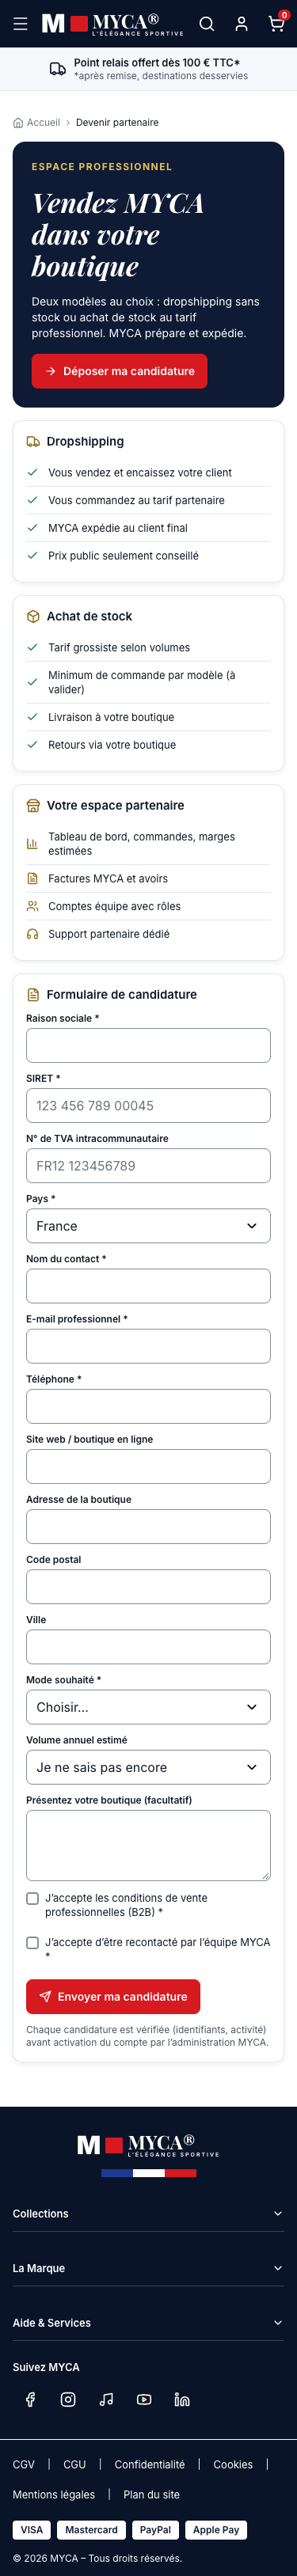 MYCA®
L'ÉLÉGANCE SPORTIVE
0
Point relais offert dès 100 € TTC*
*après remise, destinations desservies
Accueil > Devenir partenaire
ESPACE PROFESSIONNEL
Vendez MYCA
dans votre
boutique
Deux modèles au choix : dropshipping sans
stock ou achat de stock au tarif
professionnel. MYCA prépare et expédie.
Déposer ma candidature
Dropshipping
Vous vendez et encaissez votre client
Vous commandez au tarif partenaire
MYCA expédie au client final
Prix public seulement conseillé
Achat de stock
Tarif grossiste selon volumes
Minimum de commande par modèle (à
valider)
Livraison à votre boutique
Retours via votre boutique
Votre espace partenaire
Tableau de bord, commandes, marges
estimées
Factures MYCA et avoirs
Comptes équipe avec rôles
Support partenaire dédié
Formulaire de candidature
Raison sociale *
SIRET *
123 456 789 00045
N° de TVA intracommunautaire
FR12 123456789
Pays *
France
Nom du contact *
E-mail professionnel *
Téléphone *
Site web / boutique en ligne
Adresse de la boutique
Code postal
Ville
Mode souhaité *
Choisir...
Volume annuel estimé
Je ne sais pas encore
Présentez votre boutique (facultatif)
J'accepte les conditions de vente
professionnelles (B2B) *
J'accepte d'être recontacté par l'équipe MYCA
*
Envoyer ma candidature
Chaque candidature est vérifiée (identifiants, activité)
avant activation du compte par l'administration MYCA.
M MYCA®
L'ÉLÉGANCE SPORTIVE
Collections
La Marque
Aide & Services
Suivez MYCA
CGV | CGU | Confidentialité | Cookies |
Mentions légales | Plan du site
VISA Mastercard PayPal Apple Pay
© 2026 MYCA – Tous droits réservés.